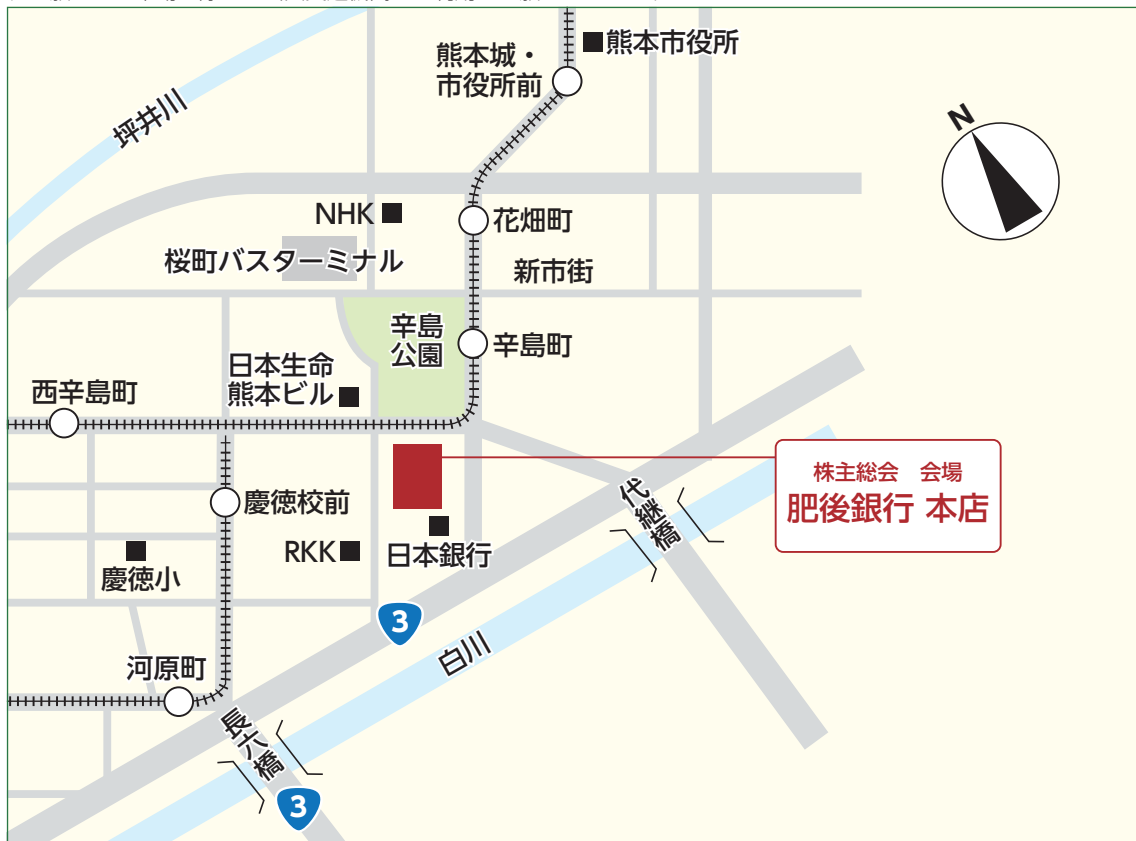 熊本市役所
熊本城・
市役所前
坪井川
N
NHK
花畑町
桜町バスターミナル
新市街
辛島
公園
辛島町
日本生命
熊本ビル
西辛島町
株主総会 会場
肥後銀行 本店
代継橋
慶徳校前
RKK
日本銀行
慶徳小
3
白川
河原町
長六橋
3